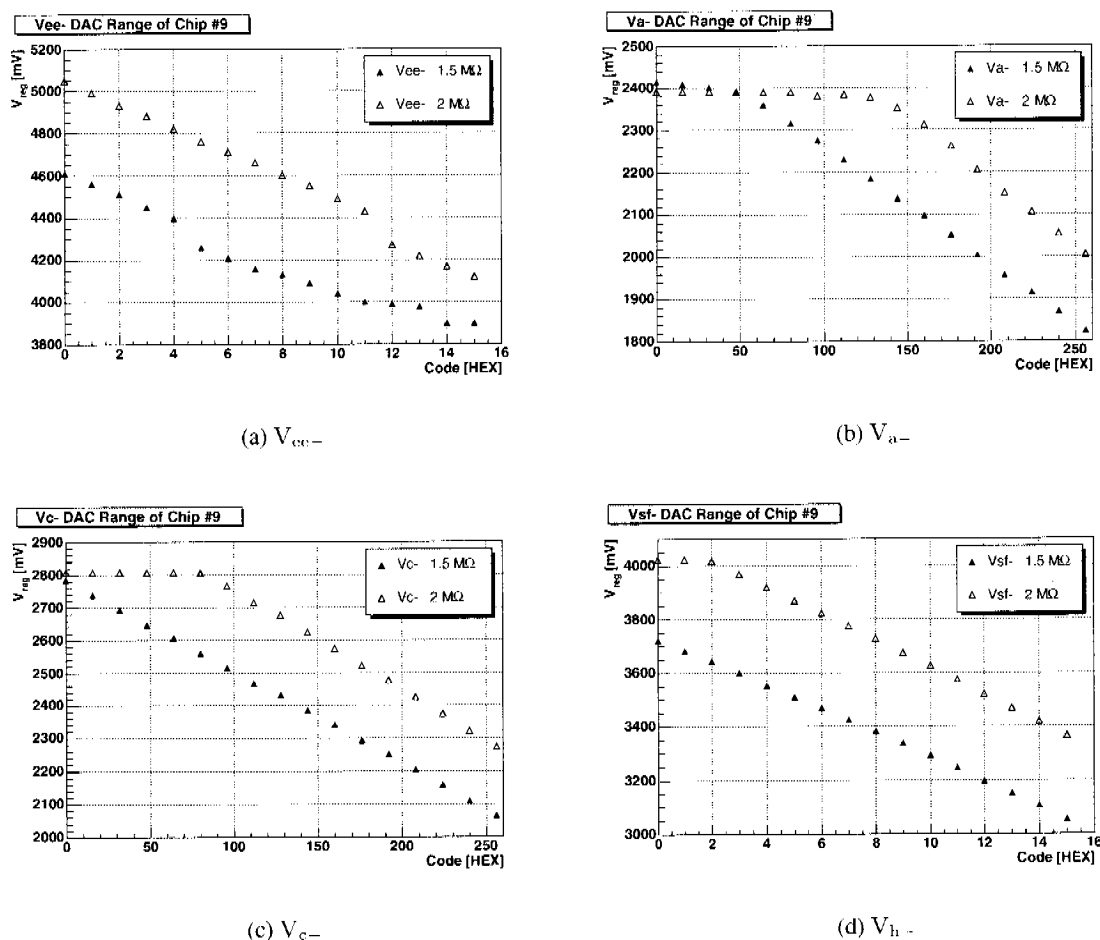 Vee- DAC Range of Chip #9
V_reg [mV]
5200
5000
4800
4600
4400
4200
4000
3800
0 2 4 6 8 10 12 14 16
Code [HEX]
Vee- 1.5 MΩ
Vee- 2 MΩ
(a) V_ee-
Va- DAC Range of Chip #9
V_reg [mV]
2500
2400
2300
2200
2100
2000
1900
1800
0 50 100 150 200 250
Code [HEX]
Va- 1.5 MΩ
Va- 2 MΩ
(b) V_a-
Vc- DAC Range of Chip #9
V_reg [mV]
2900
2800
2700
2600
2500
2400
2300
2200
2100
2000
0 50 100 150 200 250
Code [HEX]
Vc- 1.5 MΩ
Vc- 2 MΩ
(c) V_c-
Vsf- DAC Range of Chip #9
V_reg [mV]
4000
3800
3600
3400
3200
3000
0 2 4 6 8 10 12 14 16
Code [HEX]
Vsf- 1.5 MΩ
Vsf- 2 MΩ
(d) V_h-